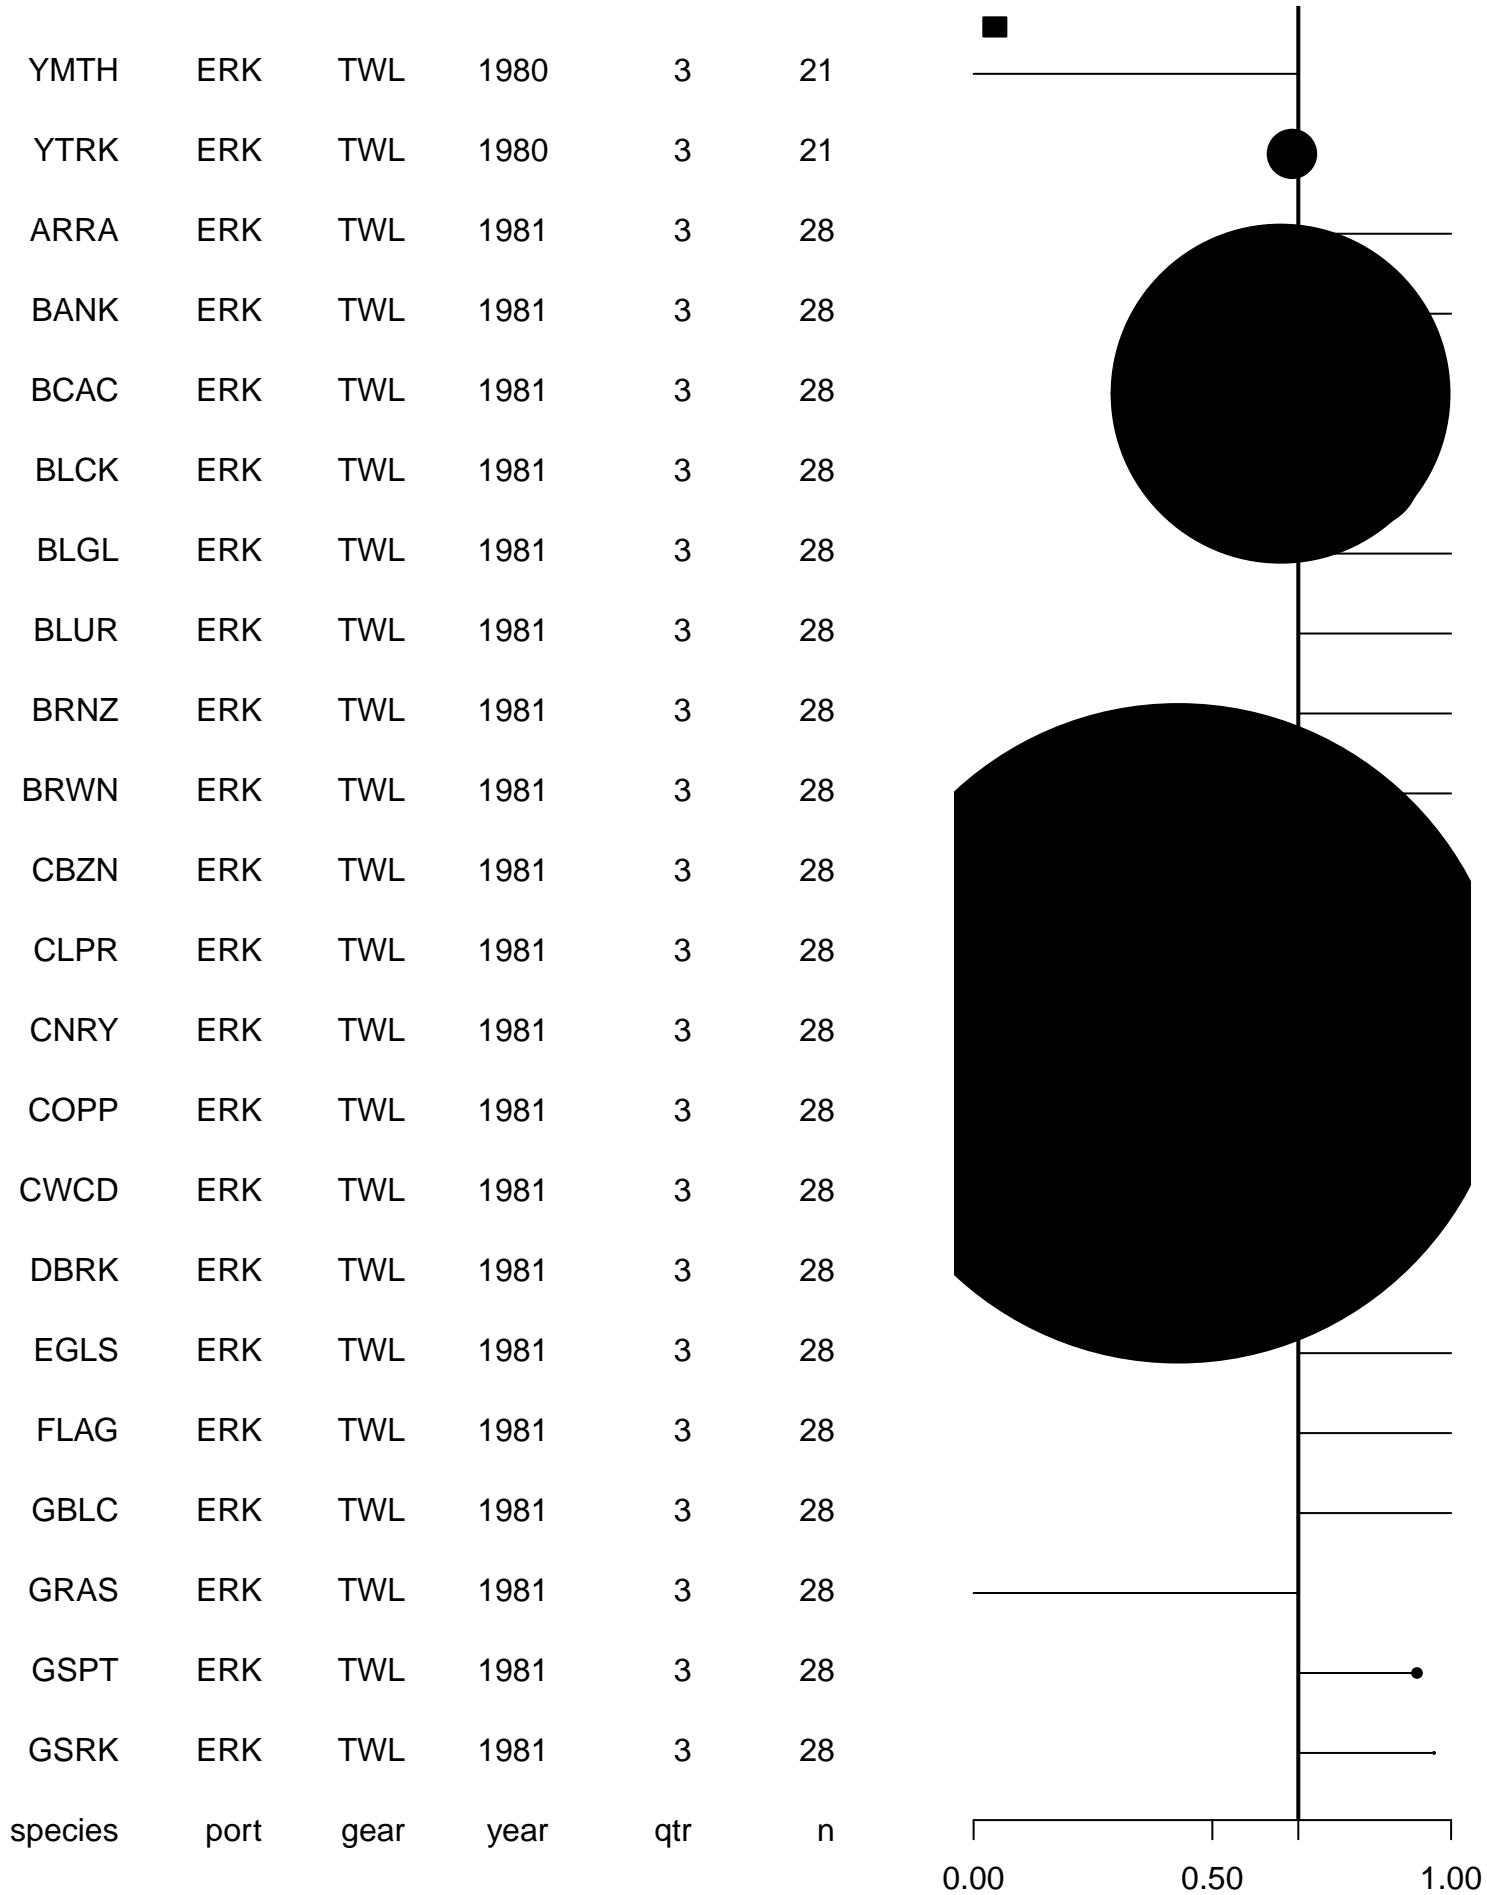 YMTH ERK TWL 1980 3 21
YTRK ERK TWL 1980 3 21
ARRA ERK TWL 1981 3 28
BANK ERK TWL 1981 3 28
BCAC ERK TWL 1981 3 28
BLCK ERK TWL 1981 3 28
BLGL ERK TWL 1981 3 28
BLUR ERK TWL 1981 3 28
BRNZ ERK TWL 1981 3 28
BRWN ERK TWL 1981 3 28
CBZN ERK TWL 1981 3 28
CLPR ERK TWL 1981 3 28
CNRY ERK TWL 1981 3 28
COPP ERK TWL 1981 3 28
CWCD ERK TWL 1981 3 28
DBRK ERK TWL 1981 3 28
EGLS ERK TWL 1981 3 28
FLAG ERK TWL 1981 3 28
GBLC ERK TWL 1981 3 28
GRAS ERK TWL 1981 3 28
GSPT ERK TWL 1981 3 28
GSRK ERK TWL 1981 3 28
species port gear year qtr n
0.00 0.50 1.00